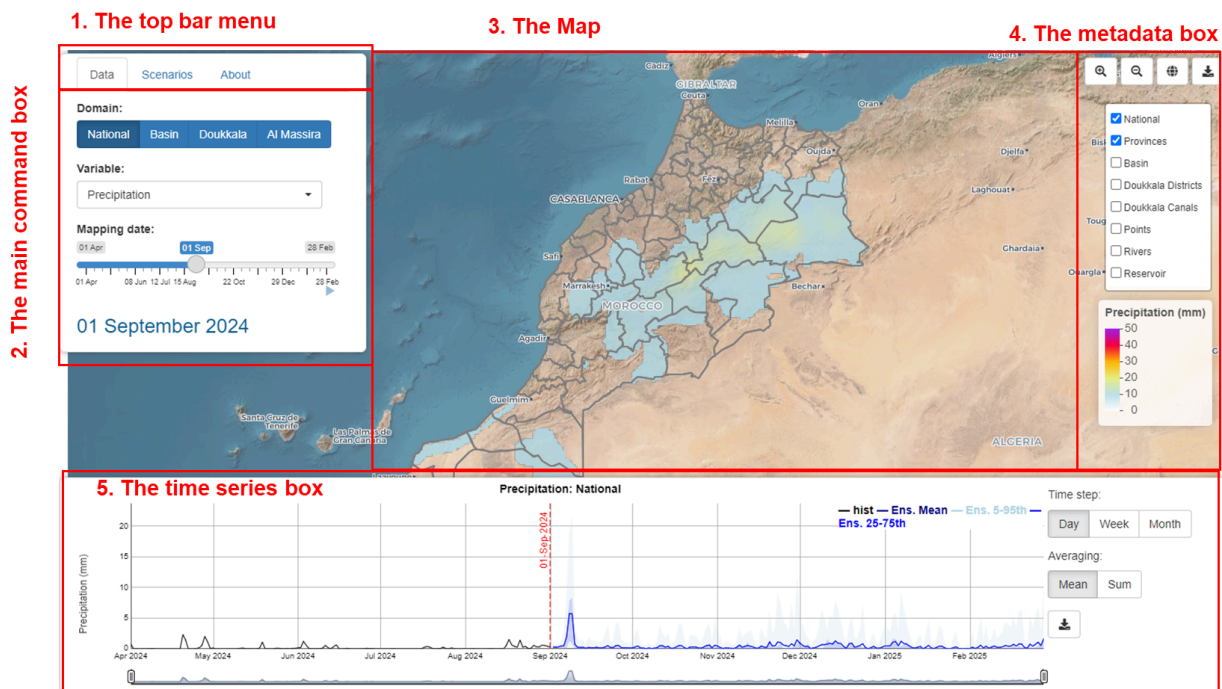 1. The top bar menu
3. The Map
4. The metadata box
2. The main command box
Data Scenarios About
Domain:
National Basin Doukkala Al Massira
Variable:
Precipitation
Mapping date:
01 Apr 01 Sep 28 Feb
01 Apr 08 Jun 12 Jul 15 Aug 22 Oct 29 Dec 28 Feb
01 September 2024
Cádiz
GIBRALTAR
Ceuta
Algiers
Oran
Melilla
Oujda
Djelfa
Rabat
Fez
Laghouat
CASABLANCA
Safi
Ghardaia
Marrakesh
Bechar
Ouargla
MOROCCO
Agadir
Guelmim
Santa Cruz de
Tenerife
Las Palmas de
Gran Canaria
ALGERIA
National
Provinces
Basin
Doukkala Districts
Doukkala Canals
Points
Rivers
Reservoir
Precipitation (mm)
50
40
30
20
10
0
5. The time series box
Precipitation: National
hist Ens. Mean Ens. 5-95th
Ens. 25-75th
01-Sep-2024
Precipitation (mm)
20
15
10
5
0
Apr 2024 May 2024 Jun 2024 Jul 2024 Aug 2024 Sep 2024 Oct 2024 Nov 2024 Dec 2024 Jan 2025 Feb 2025
Time step:
Day Week Month
Averaging:
Mean Sum